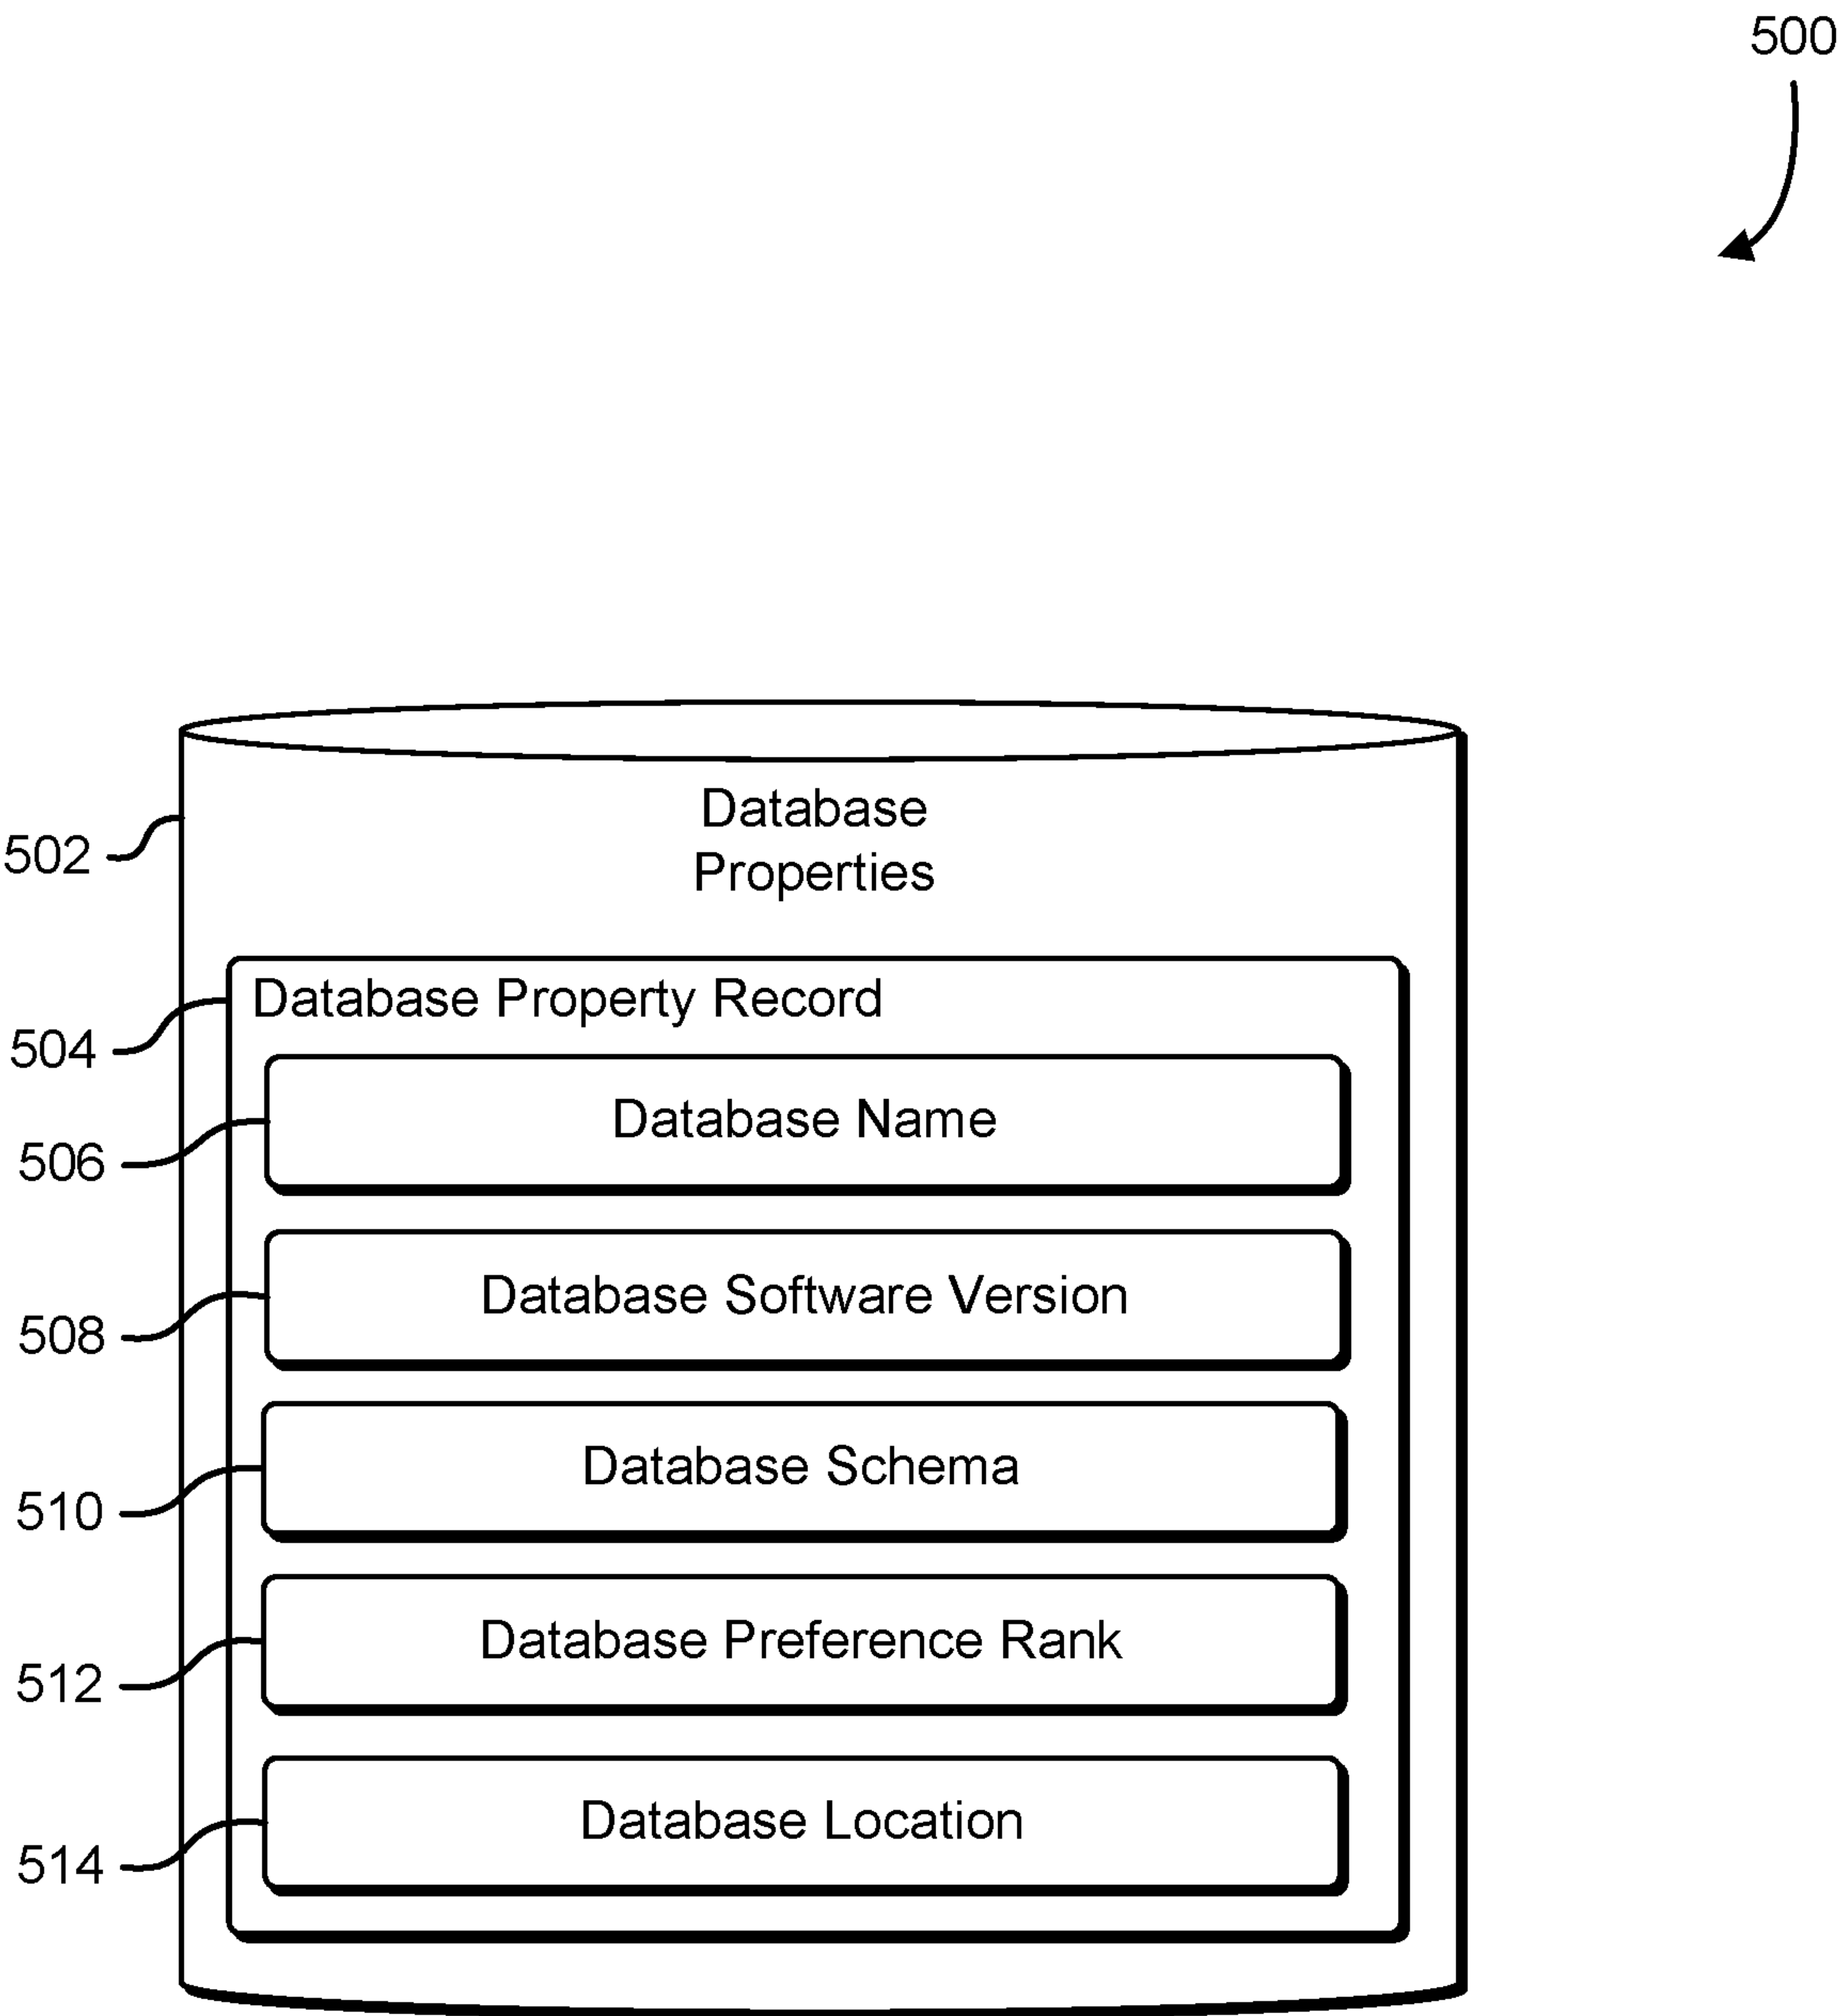 500
Database
Properties
502
Database Property Record
504
Database Name
506
Database Software Version
508
Database Schema
510
Database Preference Rank
512
Database Location
514